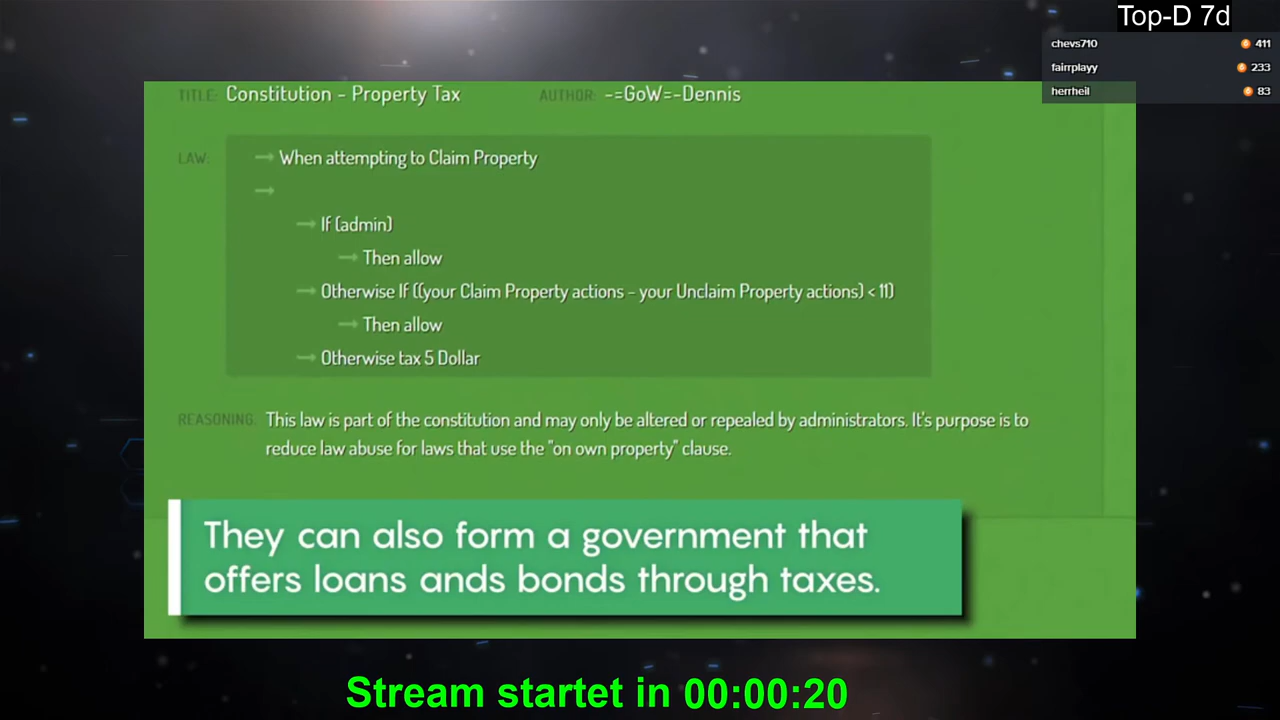 Top-D 7d
chevs710 411
fairrplayy 233
herrheil 83
TITLE: Constitution - Property Tax AUTHOR: -=GoW=-Dennis
LAW: When attempting to Claim Property
If (admin)
Then allow
Otherwise If ((your Claim Property actions - your Unclaim Property actions) < 11)
Then allow
Otherwise tax 5 Dollar
REASONING: This law is part of the constitution and may only be altered or repealed by administrators. It's purpose is to
reduce law abuse for laws that use the "on own property" clause.
They can also form a government that
offers loans ands bonds through taxes.
Stream startet in 00:00:20